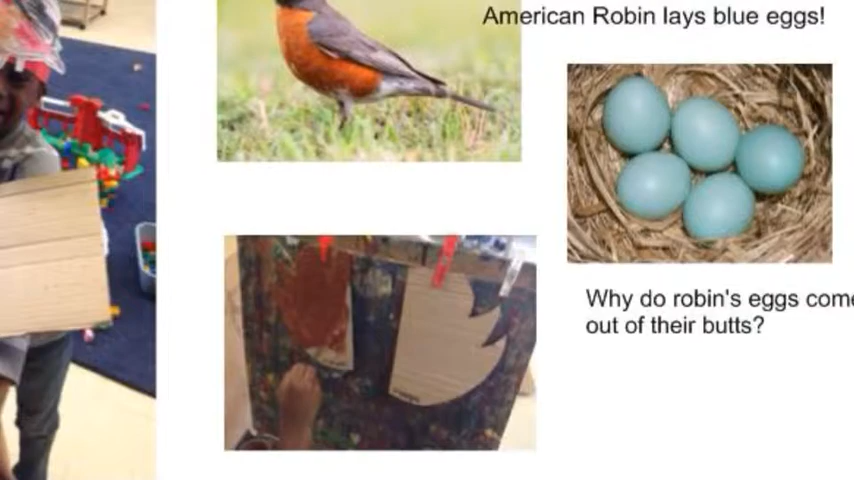 American Robin lays blue eggs!
Why do robin's eggs come
out of their butts?